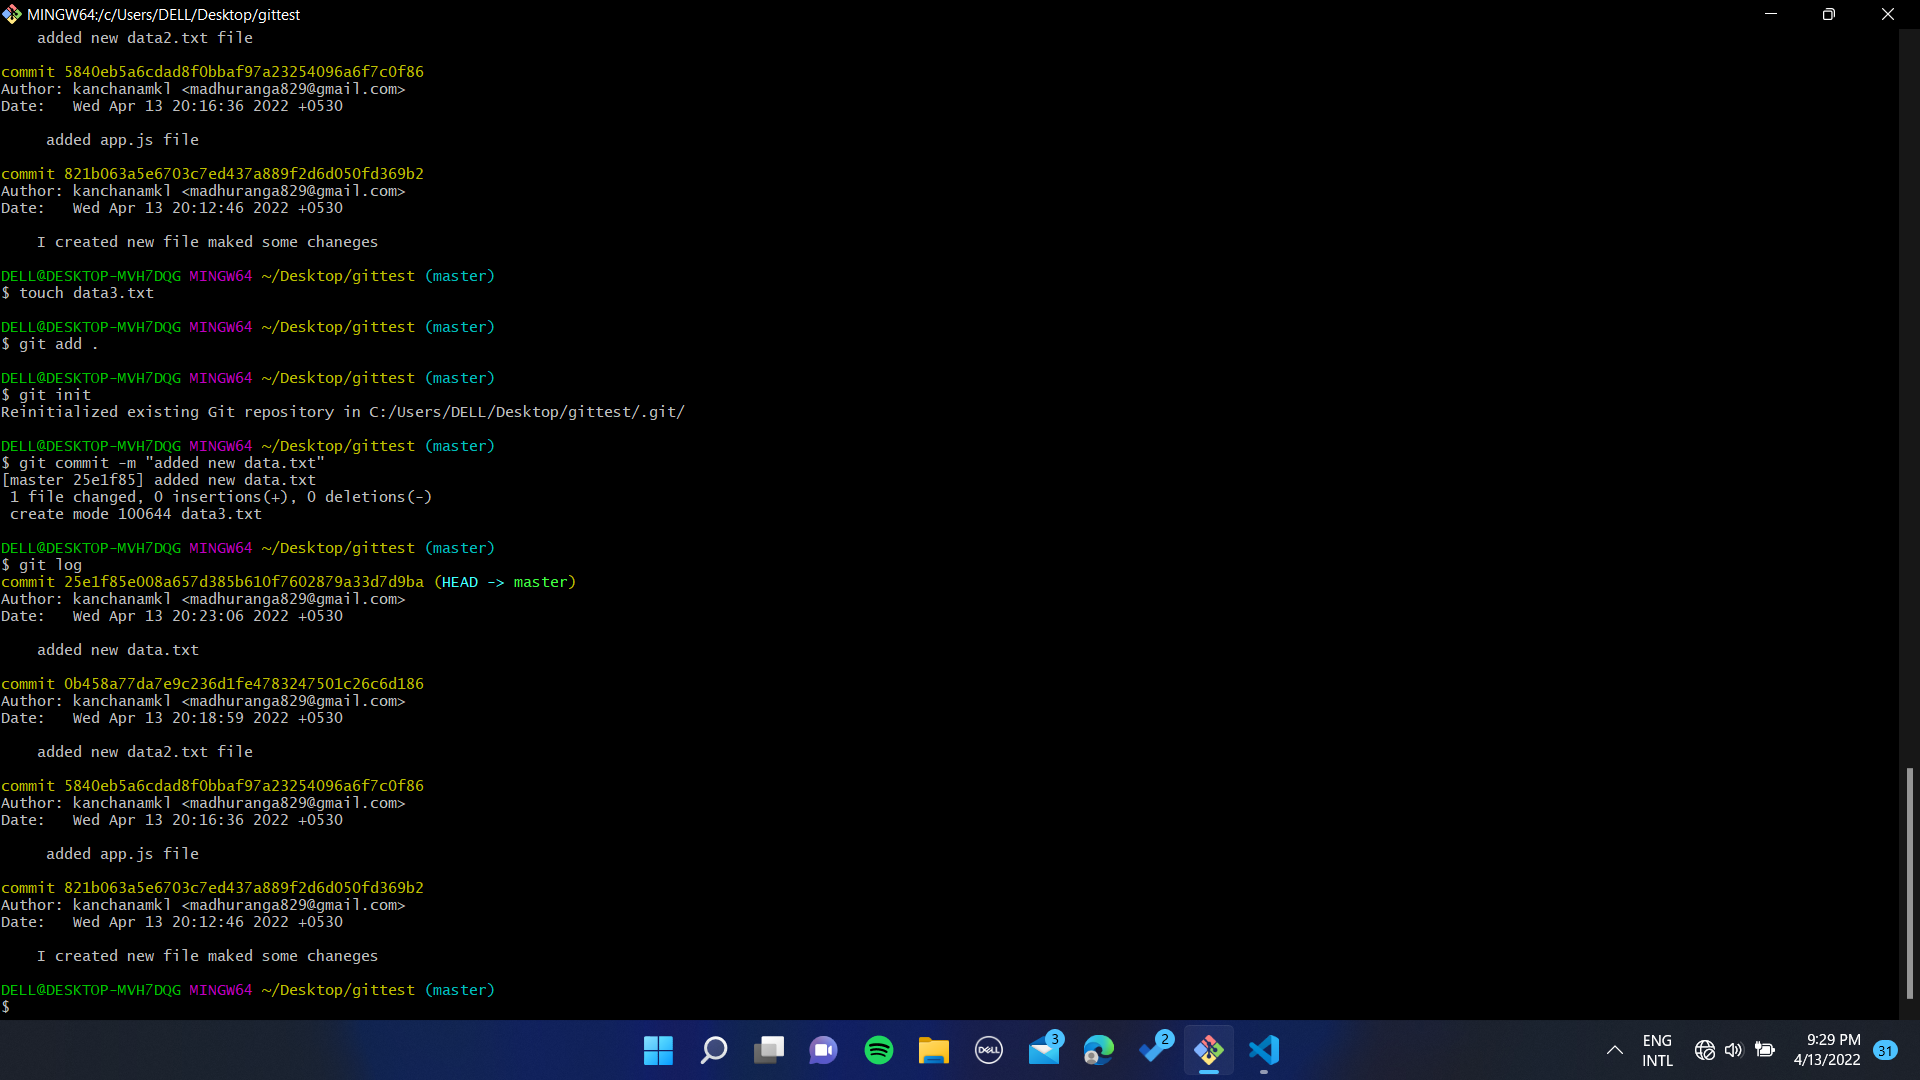 MINGW64:/c/Users/DELL/Desktop/gittest
added new data2.txt file
commit 5840eb5a6cdad8f0bbaf97a23254096a6f7c0f86
Author: kanchanamkl <madhuranga829@gmail.com>
Date:   Wed Apr 13 20:16:36 2022 +0530
added app.js file
commit 821b063a5e6703c7ed437a889f2d6d050fd369b2
Author: kanchanamkl <madhuranga829@gmail.com>
Date:   Wed Apr 13 20:12:46 2022 +0530
I created new file maked some chaneges
DELL@DESKTOP-MVH7DQG MINGW64 ~/Desktop/gittest (master)
$ touch data3.txt
DELL@DESKTOP-MVH7DQG MINGW64 ~/Desktop/gittest (master)
$ git add .
DELL@DESKTOP-MVH7DQG MINGW64 ~/Desktop/gittest (master)
$ git init
Reinitialized existing Git repository in C:/Users/DELL/Desktop/gittest/.git/
DELL@DESKTOP-MVH7DQG MINGW64 ~/Desktop/gittest (master)
$ git commit -m "added new data.txt"
[master 25e1f85] added new data.txt
1 file changed, 0 insertions(+), 0 deletions(-)
create mode 100644 data3.txt
DELL@DESKTOP-MVH7DQG MINGW64 ~/Desktop/gittest (master)
$ git log
commit 25e1f85e008a657d385b610f7602879a33d7d9ba (HEAD -> master)
Author: kanchanamkl <madhuranga829@gmail.com>
Date:   Wed Apr 13 20:23:06 2022 +0530
added new data.txt
commit 0b458a77da7e9c236d1fe4783247501c26c6d186
Author: kanchanamkl <madhuranga829@gmail.com>
Date:   Wed Apr 13 20:18:59 2022 +0530
added new data2.txt file
commit 5840eb5a6cdad8f0bbaf97a23254096a6f7c0f86
Author: kanchanamkl <madhuranga829@gmail.com>
Date:   Wed Apr 13 20:16:36 2022 +0530
added app.js file
commit 821b063a5e6703c7ed437a889f2d6d050fd369b2
Author: kanchanamkl <madhuranga829@gmail.com>
Date:   Wed Apr 13 20:12:46 2022 +0530
I created new file maked some chaneges
DELL@DESKTOP-MVH7DQG MINGW64 ~/Desktop/gittest (master)
$
DELL
3
2
ENG
INTL
9:29 PM
4/13/2022
31